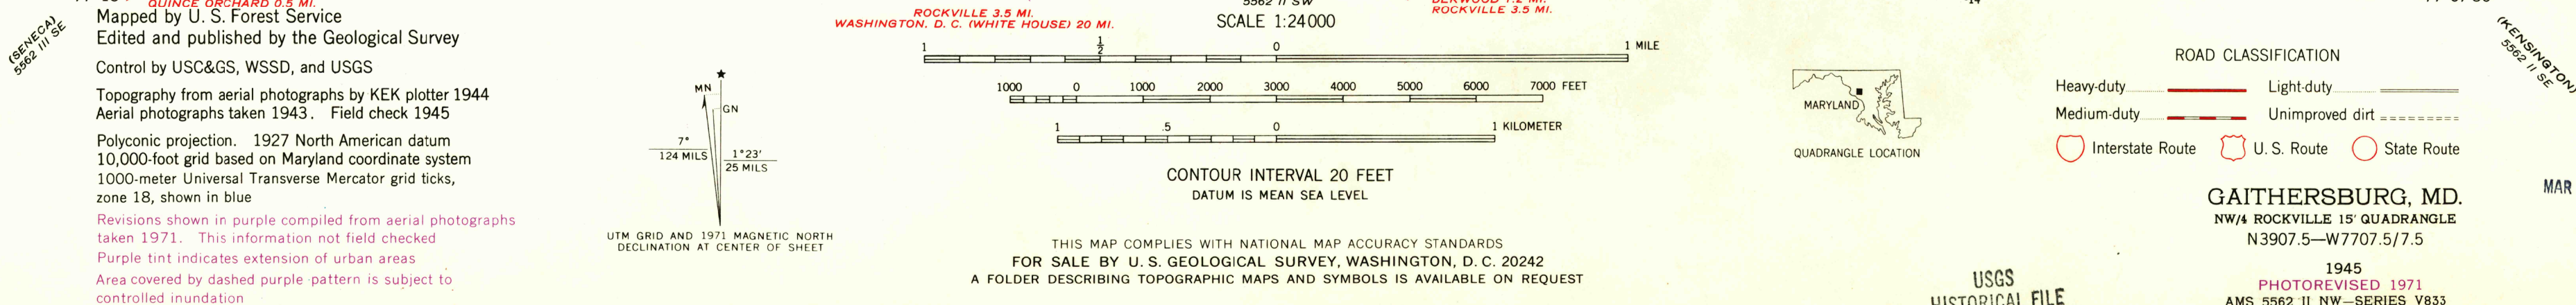 QUINCE ORCHARD 0.5 MI.
(SENECA)
5562 III SE
Mapped by U. S. Forest Service
Edited and published by the Geological Survey
Control by USC&GS, WSSD, and USGS
Topography from aerial photographs by KEK plotter 1944
Aerial photographs taken 1943. Field check 1945
Polyconic projection. 1927 North American datum
10,000-foot grid based on Maryland coordinate system
1000-meter Universal Transverse Mercator grid ticks,
zone 18, shown in blue
Revisions shown in purple compiled from aerial photographs
taken 1971. This information not field checked
Purple tint indicates extension of urban areas
Area covered by dashed purple pattern is subject to
controlled inundation
MN
GN
7°
124 MILS
1°23′
25 MILS
UTM GRID AND 1971 MAGNETIC NORTH
DECLINATION AT CENTER OF SHEET
ROCKVILLE 3.5 MI.
WASHINGTON, D. C. (WHITE HOUSE) 20 MI.
5562 II SW
SCALE 1:24000
ROCKVILLE 3.5 MI.
1 ½ 0 1 MILE
1000 0 1000 2000 3000 4000 5000 6000 7000 FEET
1 .5 0 1 KILOMETER
CONTOUR INTERVAL 20 FEET
DATUM IS MEAN SEA LEVEL
THIS MAP COMPLIES WITH NATIONAL MAP ACCURACY STANDARDS
FOR SALE BY U. S. GEOLOGICAL SURVEY, WASHINGTON, D. C. 20242
A FOLDER DESCRIBING TOPOGRAPHIC MAPS AND SYMBOLS IS AVAILABLE ON REQUEST
MARYLAND
QUADRANGLE LOCATION
USGS
HISTORICAL FILE
ROAD CLASSIFICATION
Heavy-duty Light-duty
Medium-duty Unimproved dirt
Interstate Route U. S. Route State Route
(KENSINGTON)
5562 II SE
GAITHERSBURG, MD.
NW/4 ROCKVILLE 15′ QUADRANGLE
N3907.5—W7707.5/7.5
1945
PHOTOREVISED 1971
AMS 5562 II NW—SERIES V833
MAR